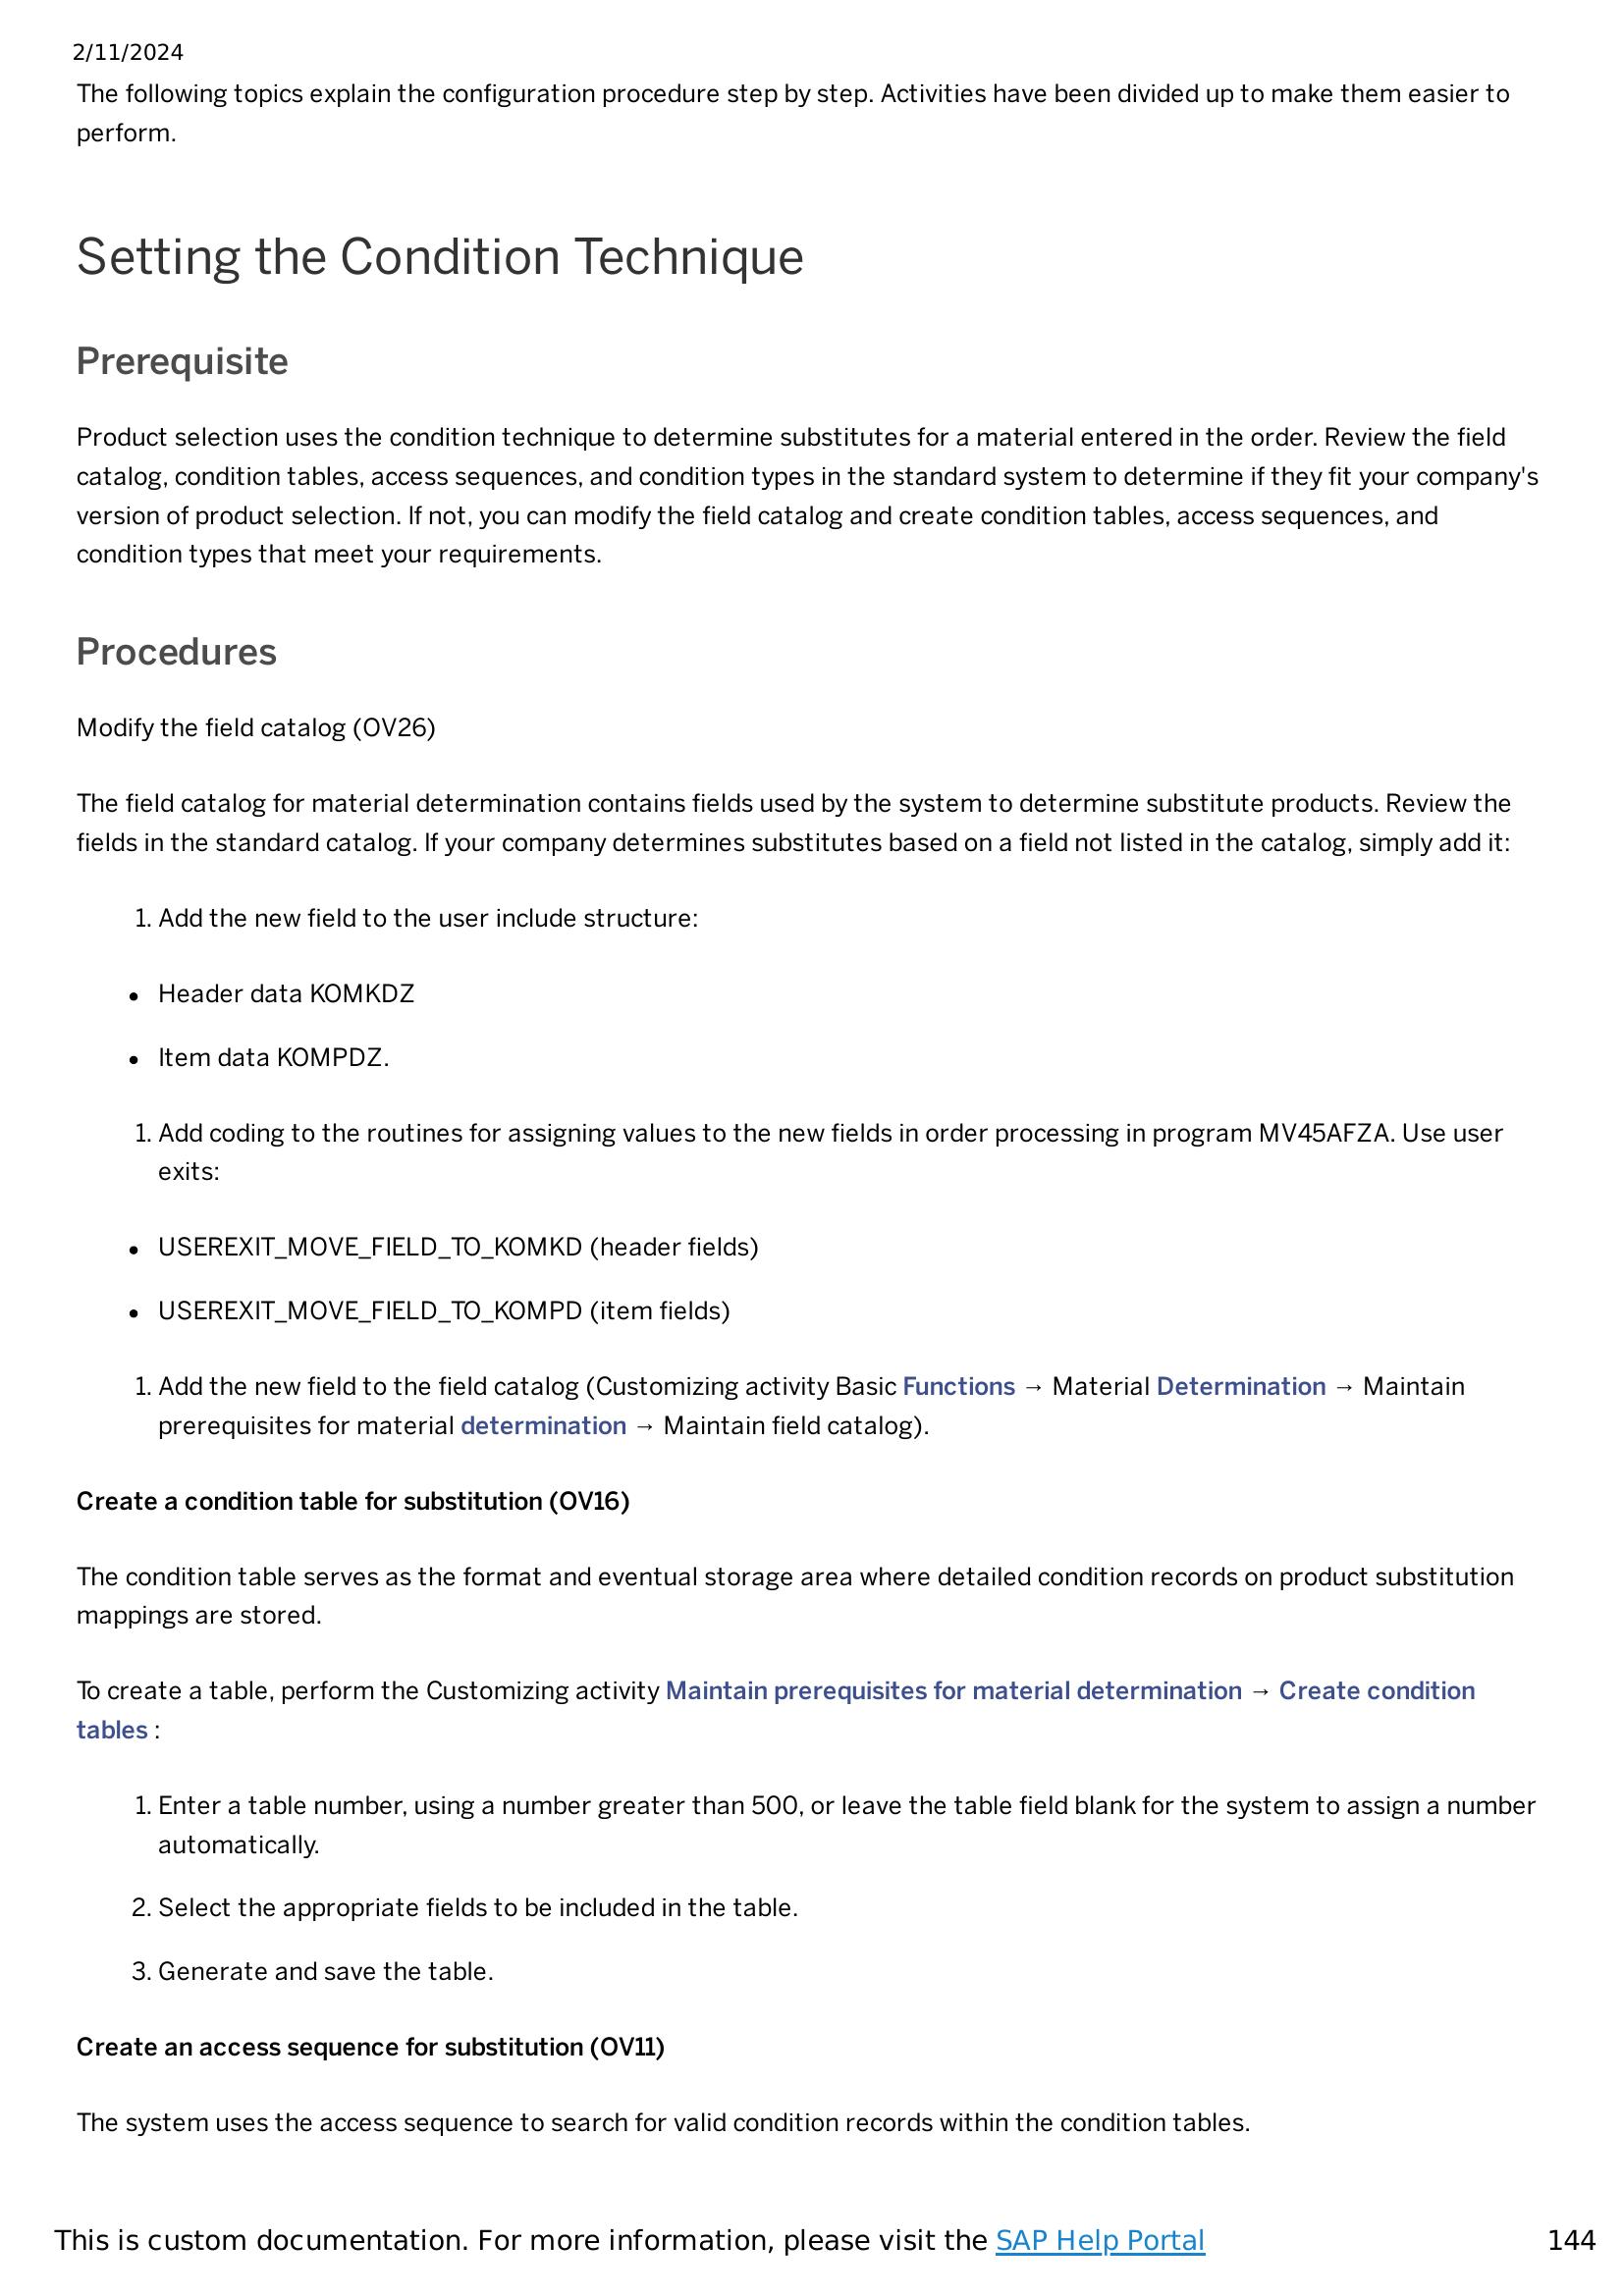 2/11/2024
The following topics explain the configuration procedure step by step. Activities have been divided up to make them easier to
perform.
Setting the Condition Technique
Prerequisite
Product selection uses the condition technique to determine substitutes for a material entered in the order. Review the field
catalog, condition tables, access sequences, and condition types in the standard system to determine if they fit your company's
version of product selection. If not, you can modify the field catalog and create condition tables, access sequences, and
condition types that meet your requirements.
Procedures
Modify the field catalog (OV26)
The field catalog for material determination contains fields used by the system to determine substitute products. Review the
fields in the standard catalog. If your company determines substitutes based on a field not listed in the catalog, simply add it:
1. Add the new field to the user include structure:
• Header data KOMKDZ
• Item data KOMPDZ.
1. Add coding to the routines for assigning values to the new fields in order processing in program MV45AFZA. Use user
exits:
• USEREXIT_MOVE_FIELD_TO_KOMKD (header fields)
• USEREXIT_MOVE_FIELD_TO_KOMPD (item fields)
1. Add the new field to the field catalog (Customizing activity Basic Functions → Material Determination → Maintain
prerequisites for material determination → Maintain field catalog).
Create a condition table for substitution (OV16)
The condition table serves as the format and eventual storage area where detailed condition records on product substitution
mappings are stored.
To create a table, perform the Customizing activity Maintain prerequisites for material determination → Create condition
tables :
1. Enter a table number, using a number greater than 500, or leave the table field blank for the system to assign a number
automatically.
2. Select the appropriate fields to be included in the table.
3. Generate and save the table.
Create an access sequence for substitution (OV11)
The system uses the access sequence to search for valid condition records within the condition tables.
This is custom documentation. For more information, please visit the SAP Help Portal 144